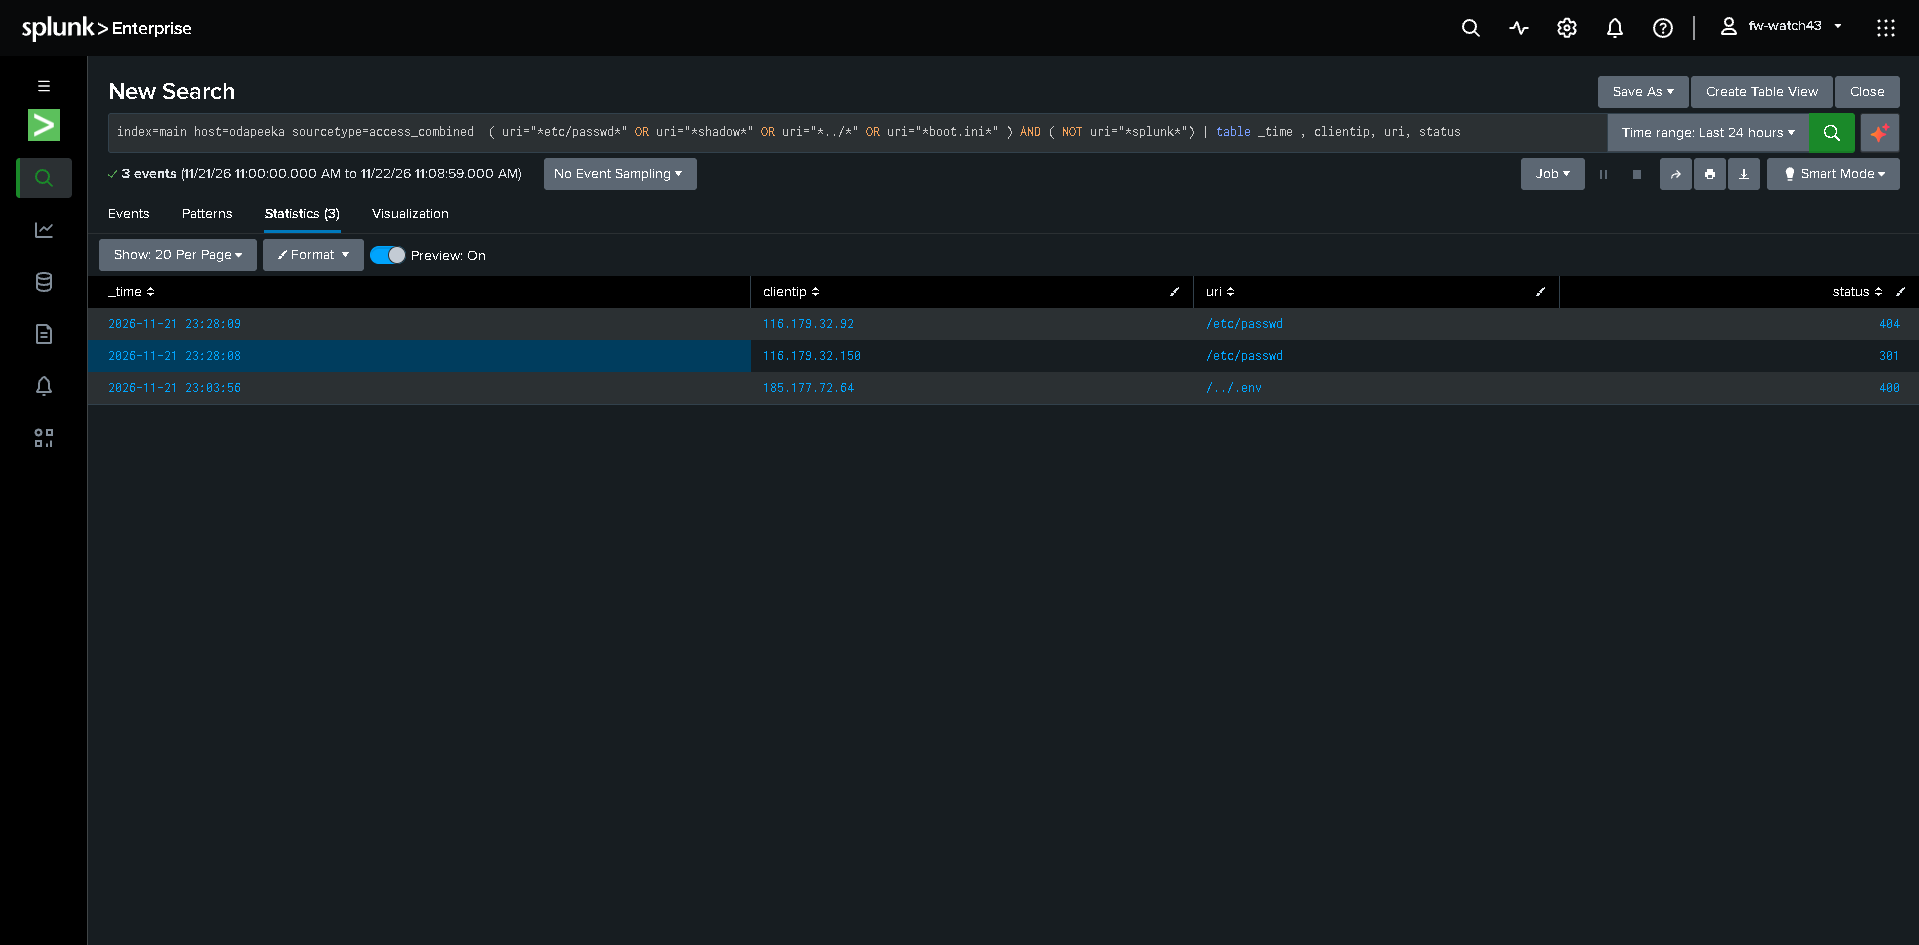 splunk> Enterprise
fw-watch43
New Search
Save As
Create Table View
Close
index=main host=odapeeka sourcetype=access_combined ( uri="*etc/passwd*" OR uri="*shadow*" OR uri="*../*" OR uri="*boot.ini*" ) AND ( NOT uri="*splunk*") | table _time , clientip, uri, status
Time range: Last 24 hours
3 events (11/21/26 11:00:00.000 AM to 11/22/26 11:08:59.000 AM)
No Event Sampling
Job
Smart Mode
Events
Patterns
Statistics (3)
Visualization
Show: 20 Per Page
Format
Preview: On
_time clientip uri status
2026-11-21 23:28:09 116.179.32.92 /etc/passwd 404
2026-11-21 23:28:08 116.179.32.150 /etc/passwd 301
2026-11-21 23:03:56 185.177.72.64 /../.env 400